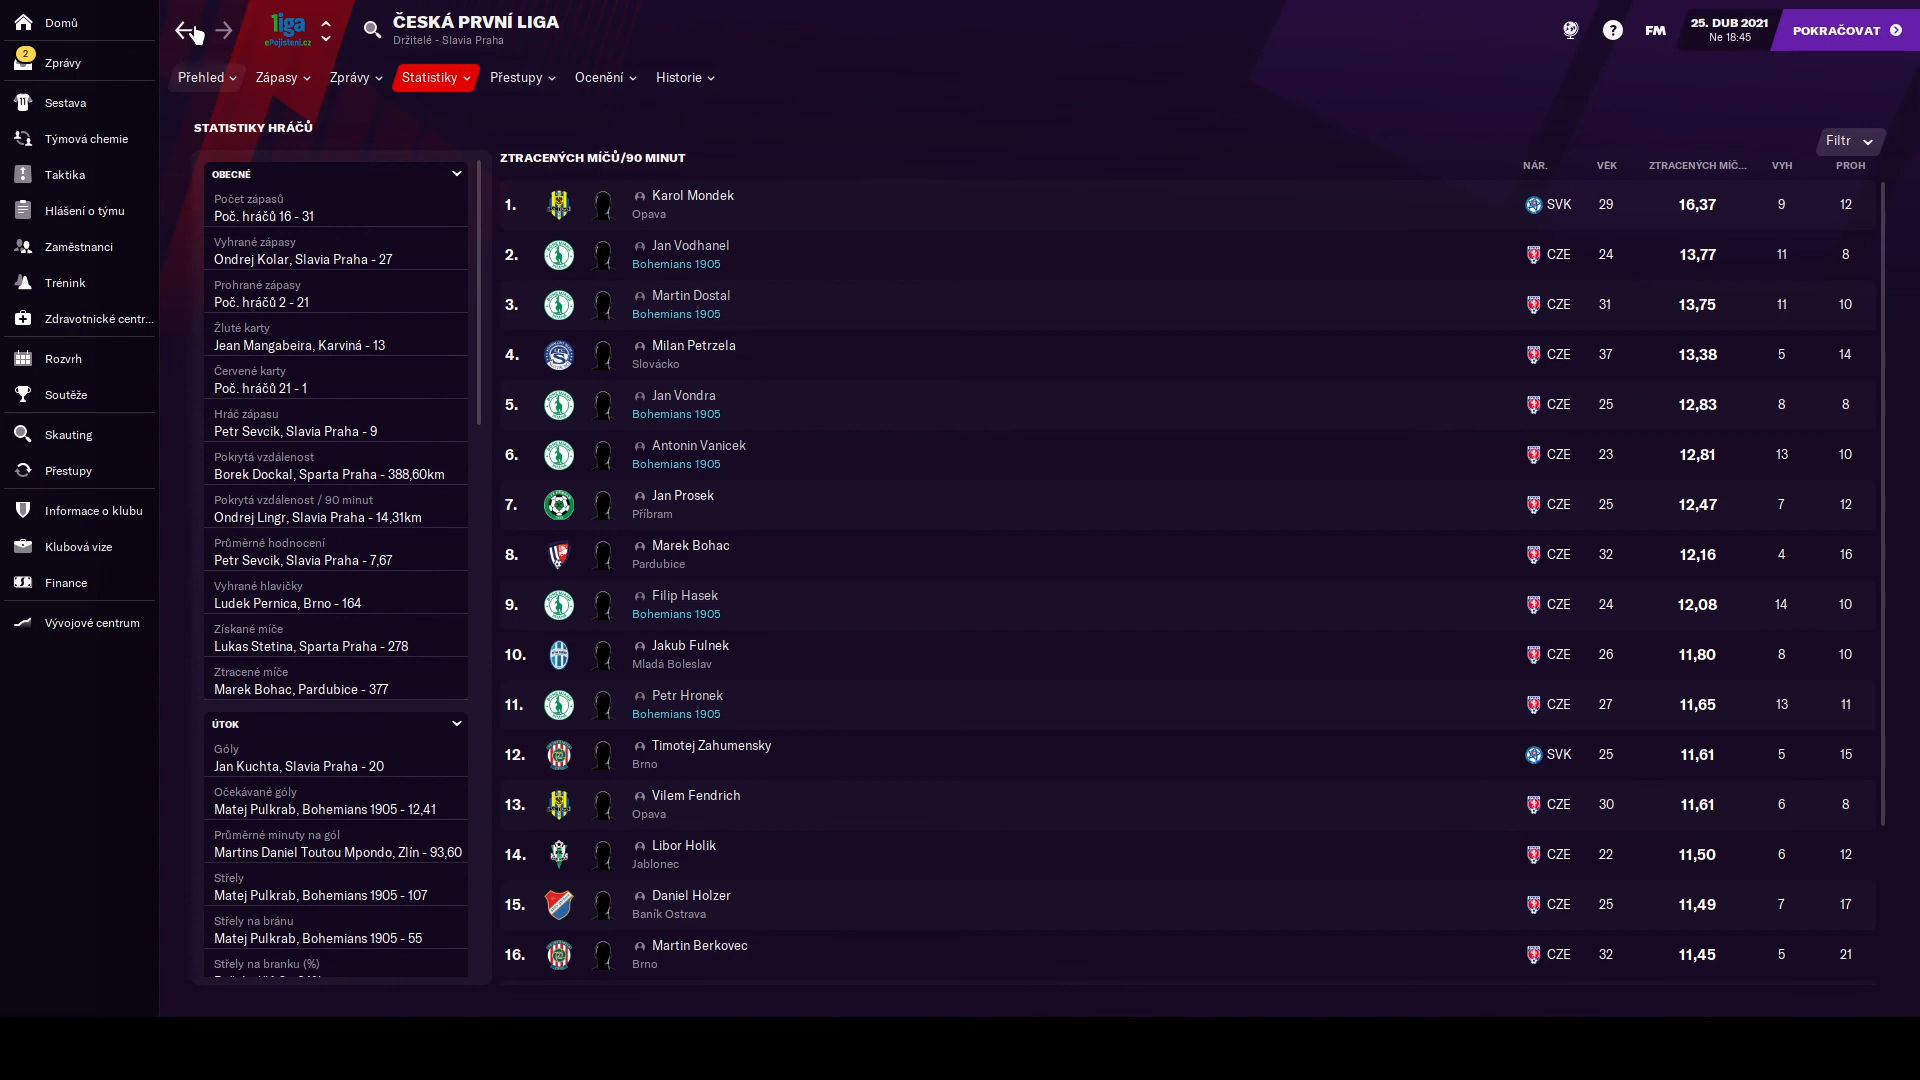 Domů
2
Zprávy
Sestava
Týmová chemie
Taktika
Hlášení o týmu
Zaměstnanci
Trénink
Zdravotnické centr...
Rozvrh
Soutěže
Skauting
Přestupy
Informace o klubu
Klubová vize
Finance
Vývojové centrum
1liga
ePojisteni.cz
ČESKÁ PRVNÍ LIGA
Držitelé - Slavia Praha
FM
25. DUB 2021
Ne 18:45
POKRAČOVAT
Přehled
Zápasy
Zprávy
Statistiky
Přestupy
Ocenění
Historie
STATISTIKY HRÁČŮ
Filtr
OBECNÉ
Počet zápasů
Poč. hráčů 16 - 31
Vyhrané zápasy
Ondrej Kolar, Slavia Praha - 27
Prohrané zápasy
Poč. hráčů 2 - 21
Žluté karty
Jean Mangabeira, Karviná - 13
Červené karty
Poč. hráčů 21 - 1
Hráč zápasu
Petr Sevcik, Slavia Praha - 9
Pokrytá vzdálenost
Borek Dockal, Sparta Praha - 388,60km
Pokrytá vzdálenost / 90 minut
Ondrej Lingr, Slavia Praha - 14,31km
Průměrné hodnocení
Petr Sevcik, Slavia Praha - 7,67
Vyhrané hlavičky
Ludek Pernica, Brno - 164
Získané míče
Lukas Stetina, Sparta Praha - 278
Ztracené míče
Marek Bohac, Pardubice - 377
ÚTOK
Góly
Jan Kuchta, Slavia Praha - 20
Očekávané góly
Matej Pulkrab, Bohemians 1905 - 12,41
Průměrné minuty na gól
Martins Daniel Toutou Mpondo, Zlín - 93,60
Střely
Matej Pulkrab, Bohemians 1905 - 107
Střely na bránu
Matej Pulkrab, Bohemians 1905 - 55
Střely na branku (%)
ZTRACENÝCH MÍČŮ/90 MINUT
NÁR. VĚK ZTRACENÝCH MÍČ... VYH PROH
1. Karol Mondek SVK 29 16,37 9 12
Opava
2. Jan Vodhanel CZE 24 13,77 11 8
Bohemians 1905
3. Martin Dostal CZE 31 13,75 11 10
Bohemians 1905
4. Milan Petrzela CZE 37 13,38 5 14
Slovácko
5. Jan Vondra CZE 25 12,83 8 8
Bohemians 1905
6. Antonin Vanicek CZE 23 12,81 13 10
Bohemians 1905
7. Jan Prosek CZE 25 12,47 7 12
Příbram
8. Marek Bohac CZE 32 12,16 4 16
Pardubice
9. Filip Hasek CZE 24 12,08 14 10
Bohemians 1905
10. Jakub Fulnek CZE 26 11,80 8 10
Mladá Boleslav
11. Petr Hronek CZE 27 11,65 13 11
Bohemians 1905
12. Timotej Zahumensky SVK 25 11,61 5 15
Brno
13. Vilem Fendrich CZE 30 11,61 6 8
Opava
14. Libor Holik CZE 22 11,50 6 12
Jablonec
15. Daniel Holzer CZE 25 11,49 7 17
Baník Ostrava
16. Martin Berkovec CZE 32 11,45 5 21
Brno